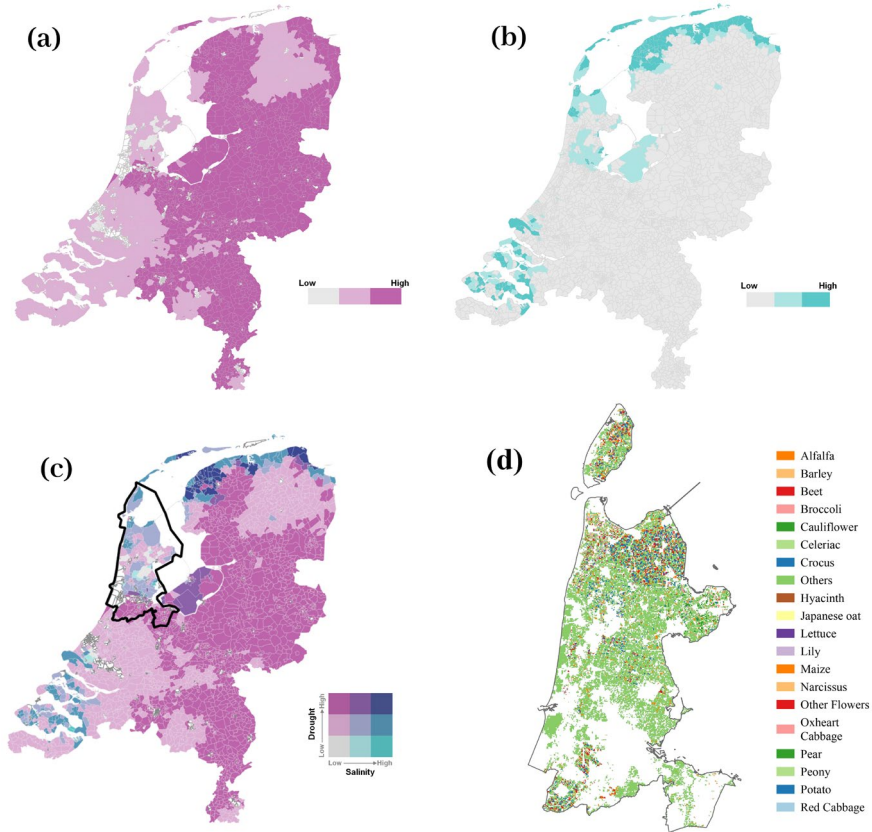 (a)
Low High
(b)
Low High
(c)
Drought
Low High
Low High
Salinity
(d)
Alfalfa
Barley
Beet
Broccoli
Cauliflower
Celeriac
Crocus
Others
Hyacinth
Japanese oat
Lettuce
Lily
Maize
Narcissus
Other Flowers
Oxheart
Cabbage
Pear
Peony
Potato
Red Cabbage